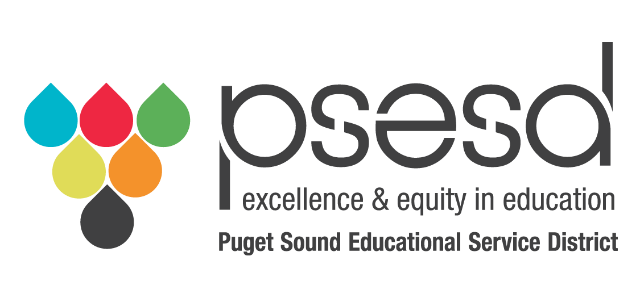 psesd
excellence & equity in education
Puget Sound Educational Service District